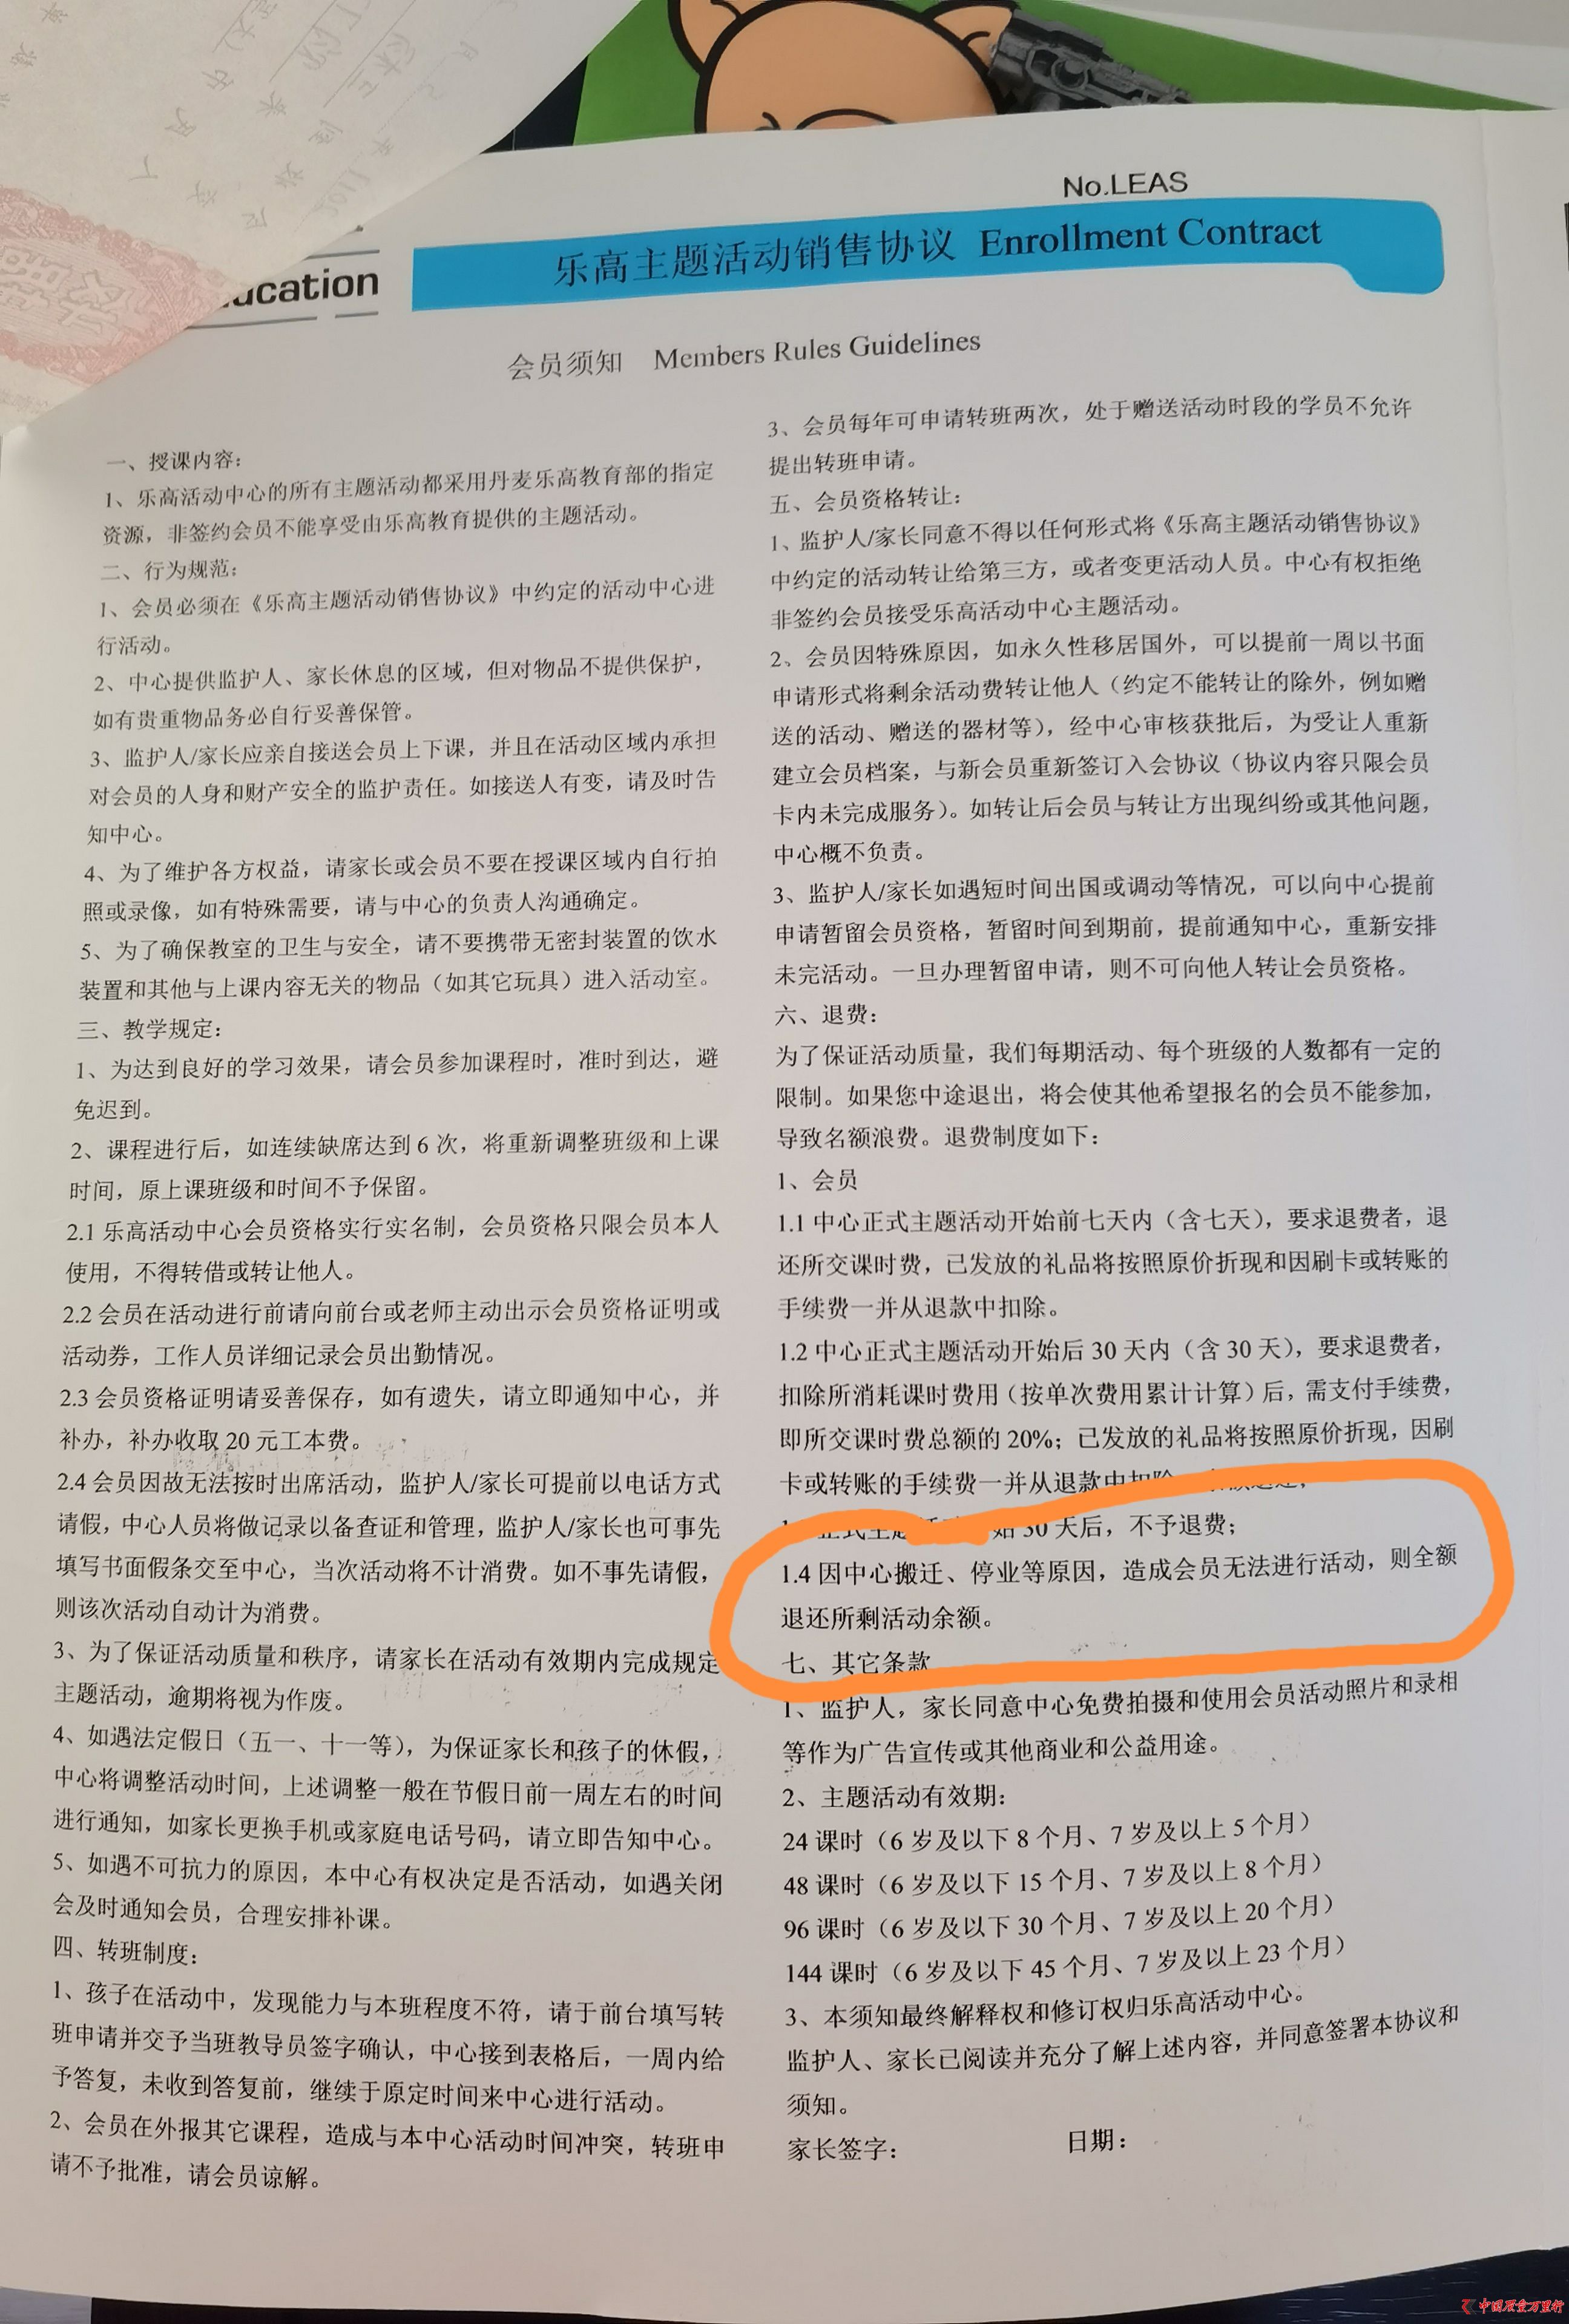 No.LEAS
ucation
乐高主题活动销售协议 Enrollment Contract
会员须知 Members Rules Guidelines
一、授课内容:
1、乐高活动中心的所有主题活动都采用丹麦乐高教育部的指定
资源，非签约会员不能享受由乐高教育提供的主题活动。
二、行为规范:
1、会员必须在《乐高主题活动销售协议》中约定的活动中心进
行活动。
2、中心提供监护人、家长休息的区域，但对物品不提供保护，
如有贵重物品务必自行妥善保管。
3、监护人/家长应亲自接送会员上下课，并且在活动区域内承担
对会员的人身和财产安全的监护责任。如接送人有变，请及时告
知中心。
4、为了维护各方权益，请家长或会员不要在授课区域内自行拍
照或录像，如有特殊需要，请与中心的负责人沟通确定。
5、为了确保教室的卫生与安全，请不要携带无密封装置的饮水
装置和其他与上课内容无关的物品（如其它玩具）进入活动室。
三、教学规定:
1、为达到良好的学习效果，请会员参加课程时，准时到达，避
免迟到。
2、课程进行后，如连续缺席达到 6 次，将重新调整班级和上课
时间，原上课班级和时间不予保留。
2.1 乐高活动中心会员资格实行实名制，会员资格只限会员本人
使用，不得转借或转让他人。
2.2 会员在活动进行前请向前台或老师主动出示会员资格证明或
活动券，工作人员详细记录会员出勤情况。
2.3 会员资格证明请妥善保存，如有遗失，请立即通知中心，并
补办，补办收取 20 元工本费。
2.4 会员因故无法按时出席活动，监护人/家长可提前以电话方式
请假，中心人员将做记录以备查证和管理，监护人/家长也可事先
填写书面假条交至中心，当次活动将不计消费。如不事先请假，
则该次活动自动计为消费。
3、为了保证活动质量和秩序，请家长在活动有效期内完成规定
主题活动，逾期将视为作废。
4、如遇法定假日（五一、十一等），为保证家长和孩子的休假，
中心将调整活动时间，上述调整一般在节假日前一周左右的时间
进行通知，如家长更换手机或家庭电话号码，请立即告知中心。
5、如遇不可抗力的原因，本中心有权决定是否活动，如遇关闭
会及时通知会员，合理安排补课。
四、转班制度:
1、孩子在活动中，发现能力与本班程度不符，请于前台填写转
班申请并交予当班教导员签字确认，中心接到表格后，一周内给
予答复，未收到答复前，继续于原定时间来中心进行活动。
2、会员在外报其它课程，造成与本中心活动时间冲突，转班申
请不予批准，请会员谅解。
3、会员每年可申请转班两次，处于赠送活动时段的学员不允许
提出转班申请。
五、会员资格转让:
1、监护人/家长同意不得以任何形式将《乐高主题活动销售协议》
中约定的活动转让给第三方，或者变更活动人员。中心有权拒绝
非签约会员接受乐高活动中心主题活动。
2、会员因特殊原因，如永久性移居国外，可以提前一周以书面
申请形式将剩余活动费转让他人（约定不能转让的除外，例如赠
送的活动、赠送的器材等），经中心审核获批后，为受让人重新
建立会员档案，与新会员重新签订入会协议（协议内容只限会员
卡内未完成服务）。如转让后会员与转让方出现纠纷或其他问题，
中心概不负责。
3、监护人/家长如遇短时间出国或调动等情况，可以向中心提前
申请暂留会员资格，暂留时间到期前，提前通知中心，重新安排
未完活动。一旦办理暂留申请，则不可向他人转让会员资格。
六、退费:
为了保证活动质量，我们每期活动、每个班级的人数都有一定的
限制。如果您中途退出，将会使其他希望报名的会员不能参加，
导致名额浪费。退费制度如下:
1、会员
1.1 中心正式主题活动开始前七天内（含七天），要求退费者，退
还所交课时费，已发放的礼品将按照原价折现和因刷卡或转账的
手续费一并从退款中扣除。
1.2 中心正式主题活动开始后 30 天内（含 30 天），要求退费者，
扣除所消耗课时费用（按单次费用累计计算）后，需支付手续费，
即所交课时费总额的 20%；已发放的礼品将按照原价折现，因刷
卡或转账的手续费一并从退款中扣除
正式主题活 始 30 天后，不予退费；
1.4 因中心搬迁、停业等原因，造成会员无法进行活动，则全额
退还所剩活动余额。
七、其它条款
1、监护人，家长同意中心免费拍摄和使用会员活动照片和录相
等作为广告宣传或其他商业和公益用途。
2、主题活动有效期:
24 课时（6 岁及以下 8 个月、7 岁及以上 5 个月）
48 课时（6 岁及以下 15 个月、7 岁及以上 8 个月）
96 课时（6 岁及以下 30 个月、7 岁及以上 20 个月）
144 课时（6 岁及以下 45 个月、7 岁及以上 23 个月）
3、本须知最终解释权和修订权归乐高活动中心。
监护人、家长已阅读并充分了解上述内容，并同意签署本协议和
须知。
家长签字: 日期:
中国质量万里行